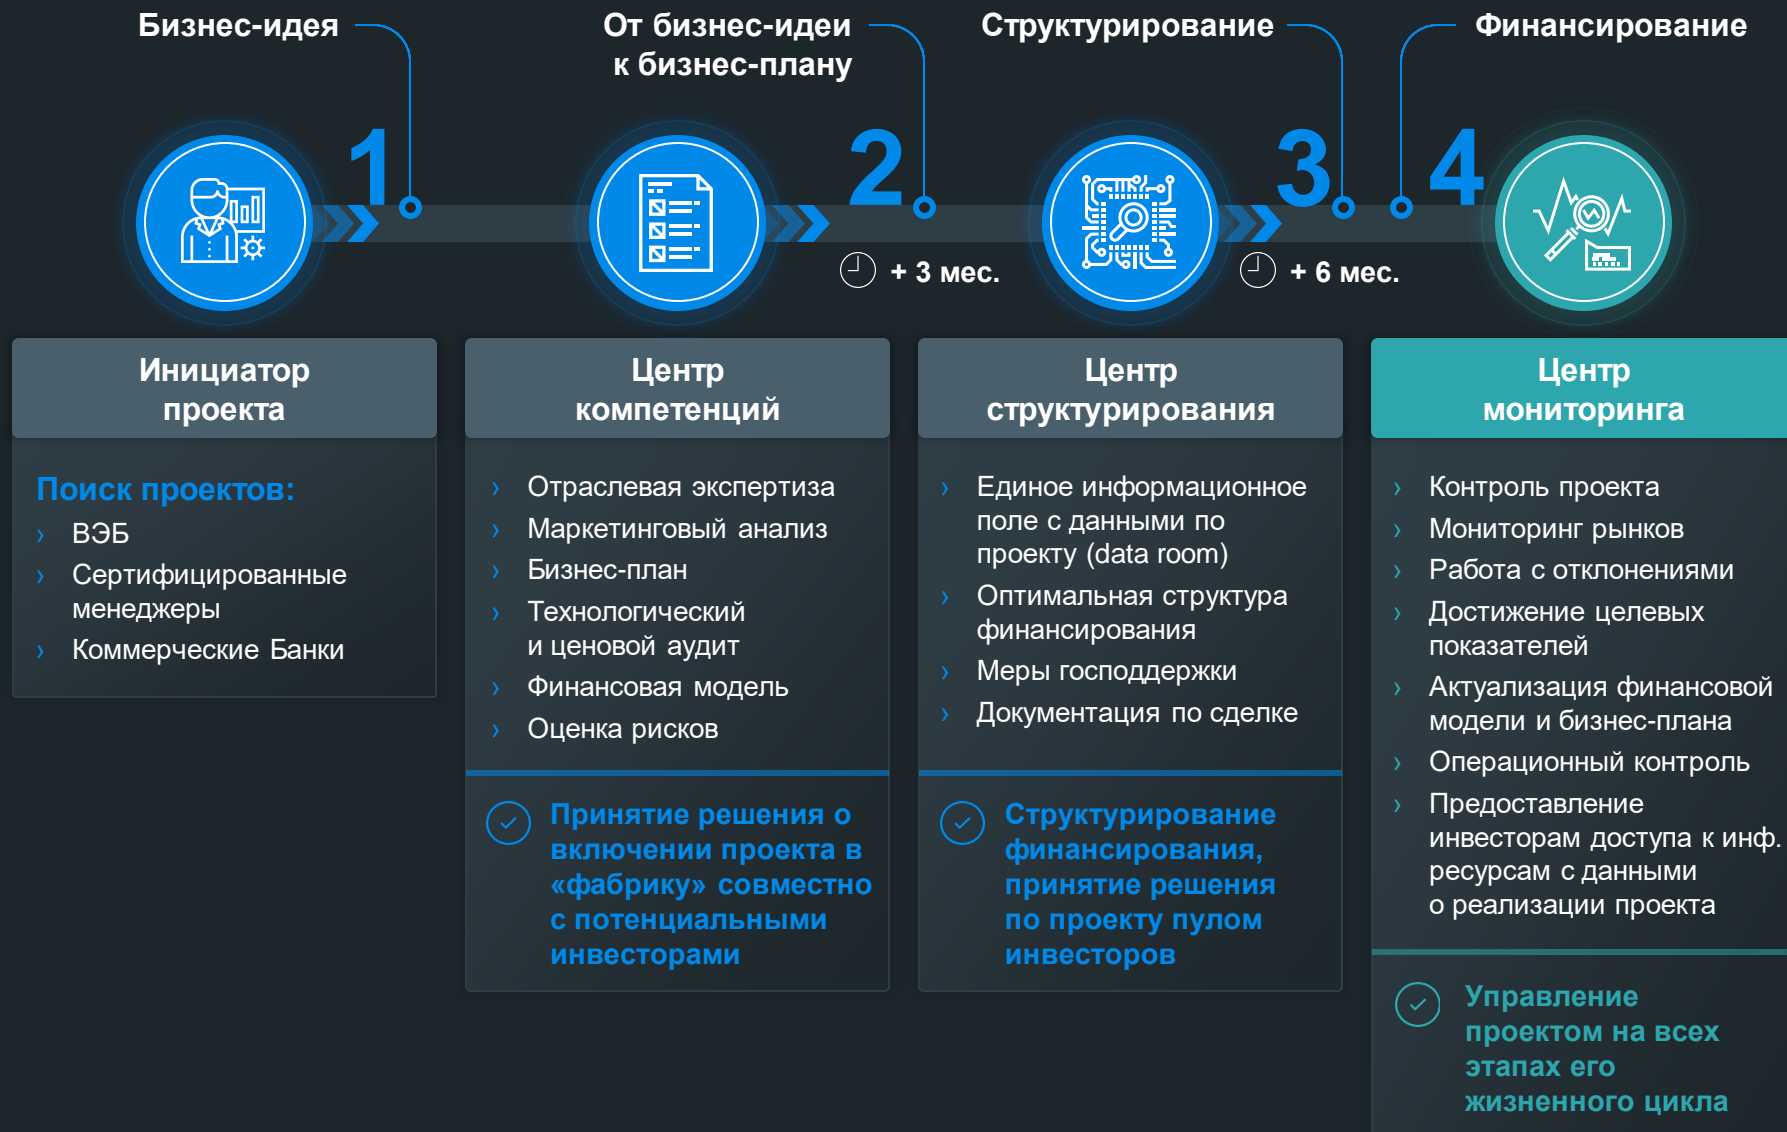 Бизнес-идея
От бизнес-идеи
к бизнес-плану
Структурирование
Финансирование
1
2
3
4
+ 3 мес.
+ 6 мес.
Инициатор
проекта
Поиск проектов:
› ВЭБ
› Сертифицированные
менеджеры
› Коммерческие Банки
Центр
компетенций
› Отраслевая экспертиза
› Маркетинговый анализ
› Бизнес-план
› Технологический
и ценовой аудит
› Финансовая модель
› Оценка рисков
Принятие решения о
включении проекта в
«фабрику» совместно
с потенциальными
инвесторами
Центр
структурирования
› Единое информационное
поле с данными по
проекту (data room)
› Оптимальная структура
финансирования
› Меры господдержки
› Документация по сделке
Структурирование
финансирования,
принятие решения
по проекту пулом
инвесторов
Центр
мониторинга
› Контроль проекта
› Мониторинг рынков
› Работа с отклонениями
› Достижение целевых
показателей
› Актуализация финансовой
модели и бизнес-плана
› Операционный контроль
› Предоставление
инвесторам доступа к инф.
ресурсам с данными
о реализации проекта
Управление
проектом на всех
этапах его
жизненного цикла